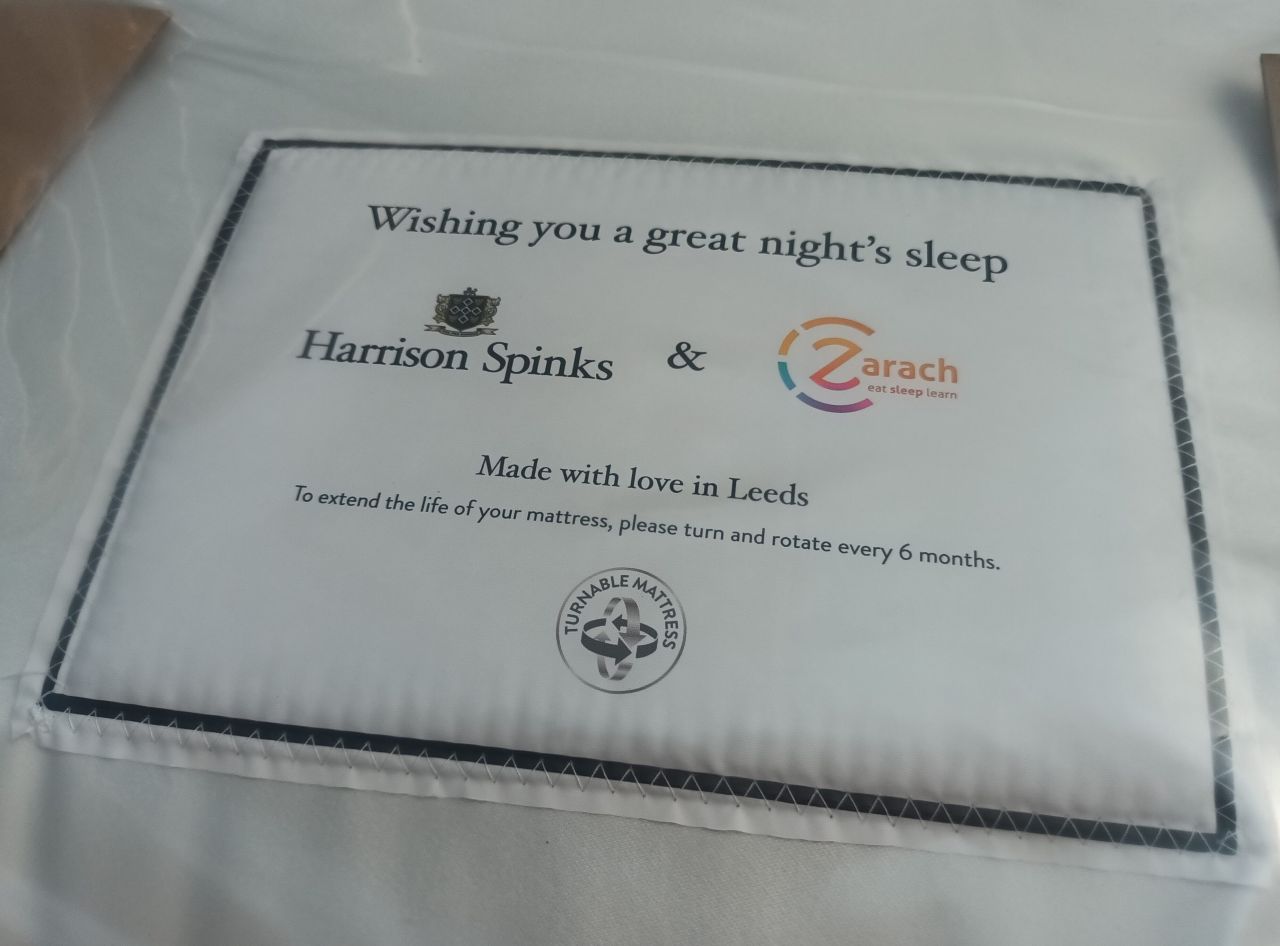 Wishing you a great night's sleep
Harrison Spinks & Zarach
eat sleep learn
Made with love in Leeds
To extend the life of your mattress, please turn and rotate every 6 months.
TURNABLE MATTRESS